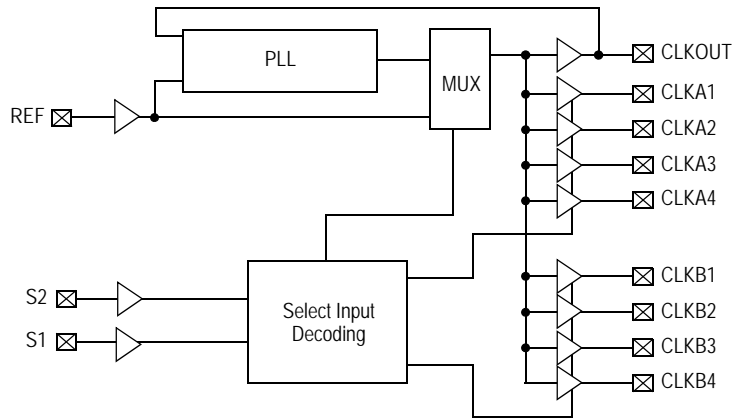 PLL
MUX
REF
CLKOUT
CLKA1
CLKA2
CLKA3
CLKA4
S2
S1
Select Input
Decoding
CLKB1
CLKB2
CLKB3
CLKB4